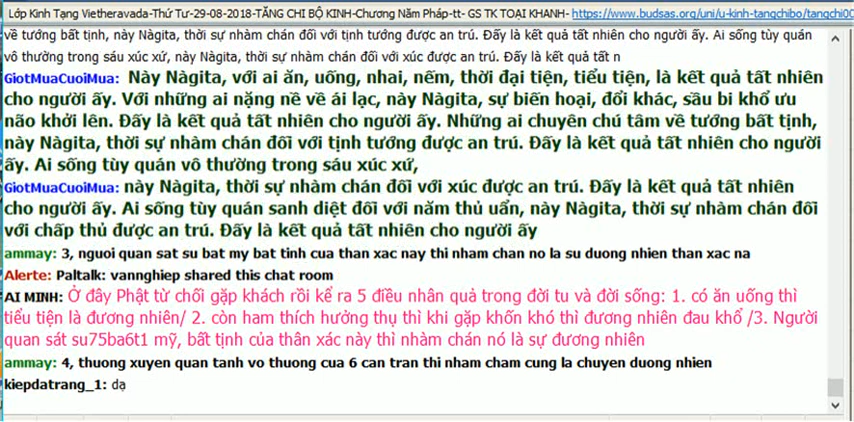 Lớp Kinh Tạng Vietheravada-Thứ Tư-29-08-2018-TĂNG CHI BỘ KINH-Chương Năm Pháp-tt- GS TK TOẠI KHANH- https://www.budsas.org/uni/u-kinh-tangchibo/tangchi00
về tướng bất tịnh, này Nàgita, thời sự nhàm chán đối với tịnh tướng được an trú. Đấy là kết quả tất nhiên cho người ấy. Ai sống tùy quán
vô thường trong sáu xúc xứ, này Nàgita, thời sự nhàm chán đối với xúc được an trú. Đấy là kết quả tất n
GiotMuaCuoiMua: Này Nàgita, với ai ăn, uống, nhai, nếm, thời đại tiện, tiểu tiện, là kết quả tất nhiên
cho người ấy. Với những ai nặng nề về ái lạc, này Nàgita, sự biến hoại, đổi khác, sầu bi khổ ưu
não khởi lên. Đấy là kết quả tất nhiên cho người ấy. Những ai chuyên chú tâm về tướng bất tịnh,
này Nàgita, thời sự nhàm chán đối với tịnh tướng được an trú. Đấy là kết quả tất nhiên cho người
ấy. Ai sống tùy quán vô thường trong sáu xúc xứ,
GiotMuaCuoiMua: này Nàgita, thời sự nhàm chán đối với xúc được an trú. Đấy là kết quả tất nhiên
cho người ấy. Ai sống tùy quán sanh diệt đối với năm thủ uẩn, này Nàgita, thời sự nhàm chán đối
với chấp thủ được an trú. Đấy là kết quả tất nhiên cho người ấy
ammay: 3, nguoi quan sat su bat my bat tinh cua than xac nay thi nham chan no la su duong nhien than xac na
Alerte: Paltalk: vannghiep shared this chat room
AI MINH: Ở đây Phật từ chối gặp khách rồi kể ra 5 điều nhân quả trong đời tu và đời sống: 1. có ăn uống thì
tiểu tiện là đương nhiên/ 2. còn ham thích hưởng thụ thì khi gặp khốn khó thì đương nhiên đau khổ /3. Người
quan sát su75ba6t1 mỹ, bất tịnh của thân xác này thì nhàm chán nó là sự đương nhiên
ammay: 4, thuong xuyen quan tanh vo thuong cua 6 can tran thi nham cham cung la chuyen duong nhien
kiepdatrang_1: dạ